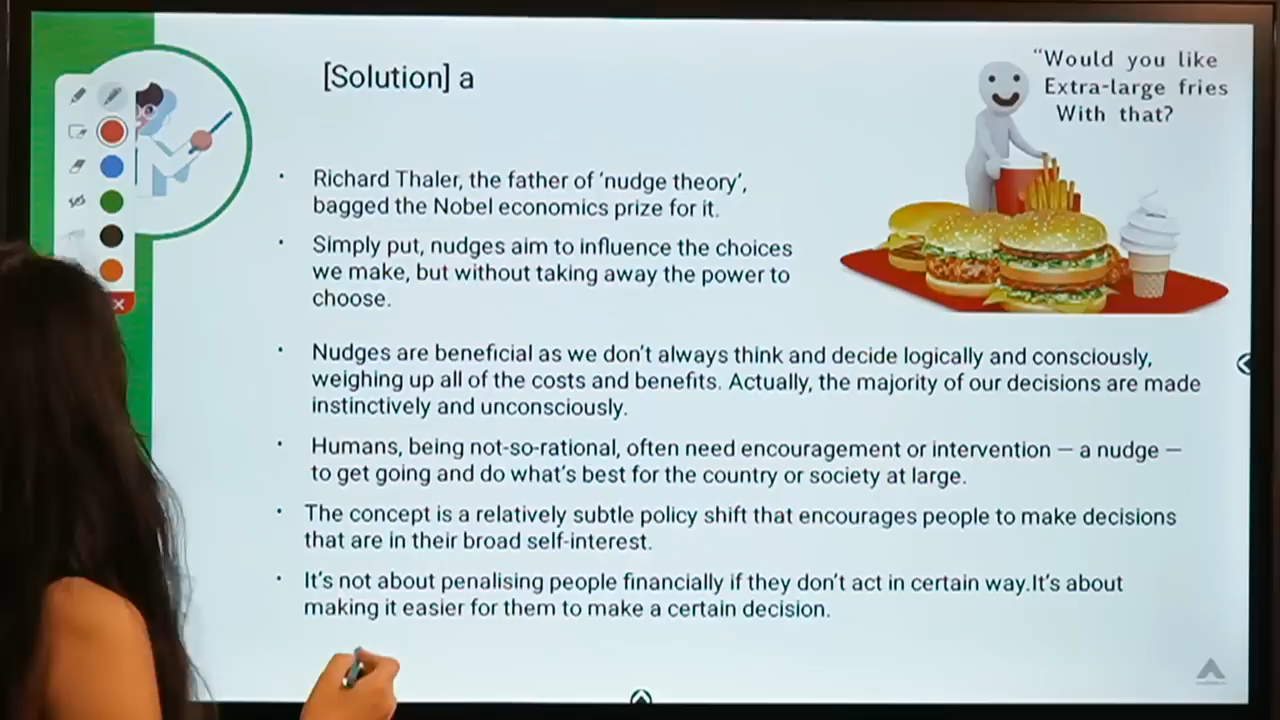 [Solution] a
"Would you like
Extra-large fries
With that?
• Richard Thaler, the father of 'nudge theory',
bagged the Nobel economics prize for it.
• Simply put, nudges aim to influence the choices
we make, but without taking away the power to
choose.
• Nudges are beneficial as we don't always think and decide logically and consciously,
weighing up all of the costs and benefits. Actually, the majority of our decisions are made
instinctively and unconsciously.
• Humans, being not-so-rational, often need encouragement or intervention — a nudge —
to get going and do what's best for the country or society at large.
• The concept is a relatively subtle policy shift that encourages people to make decisions
that are in their broad self-interest.
• It's not about penalising people financially if they don't act in certain way.It's about
making it easier for them to make a certain decision.